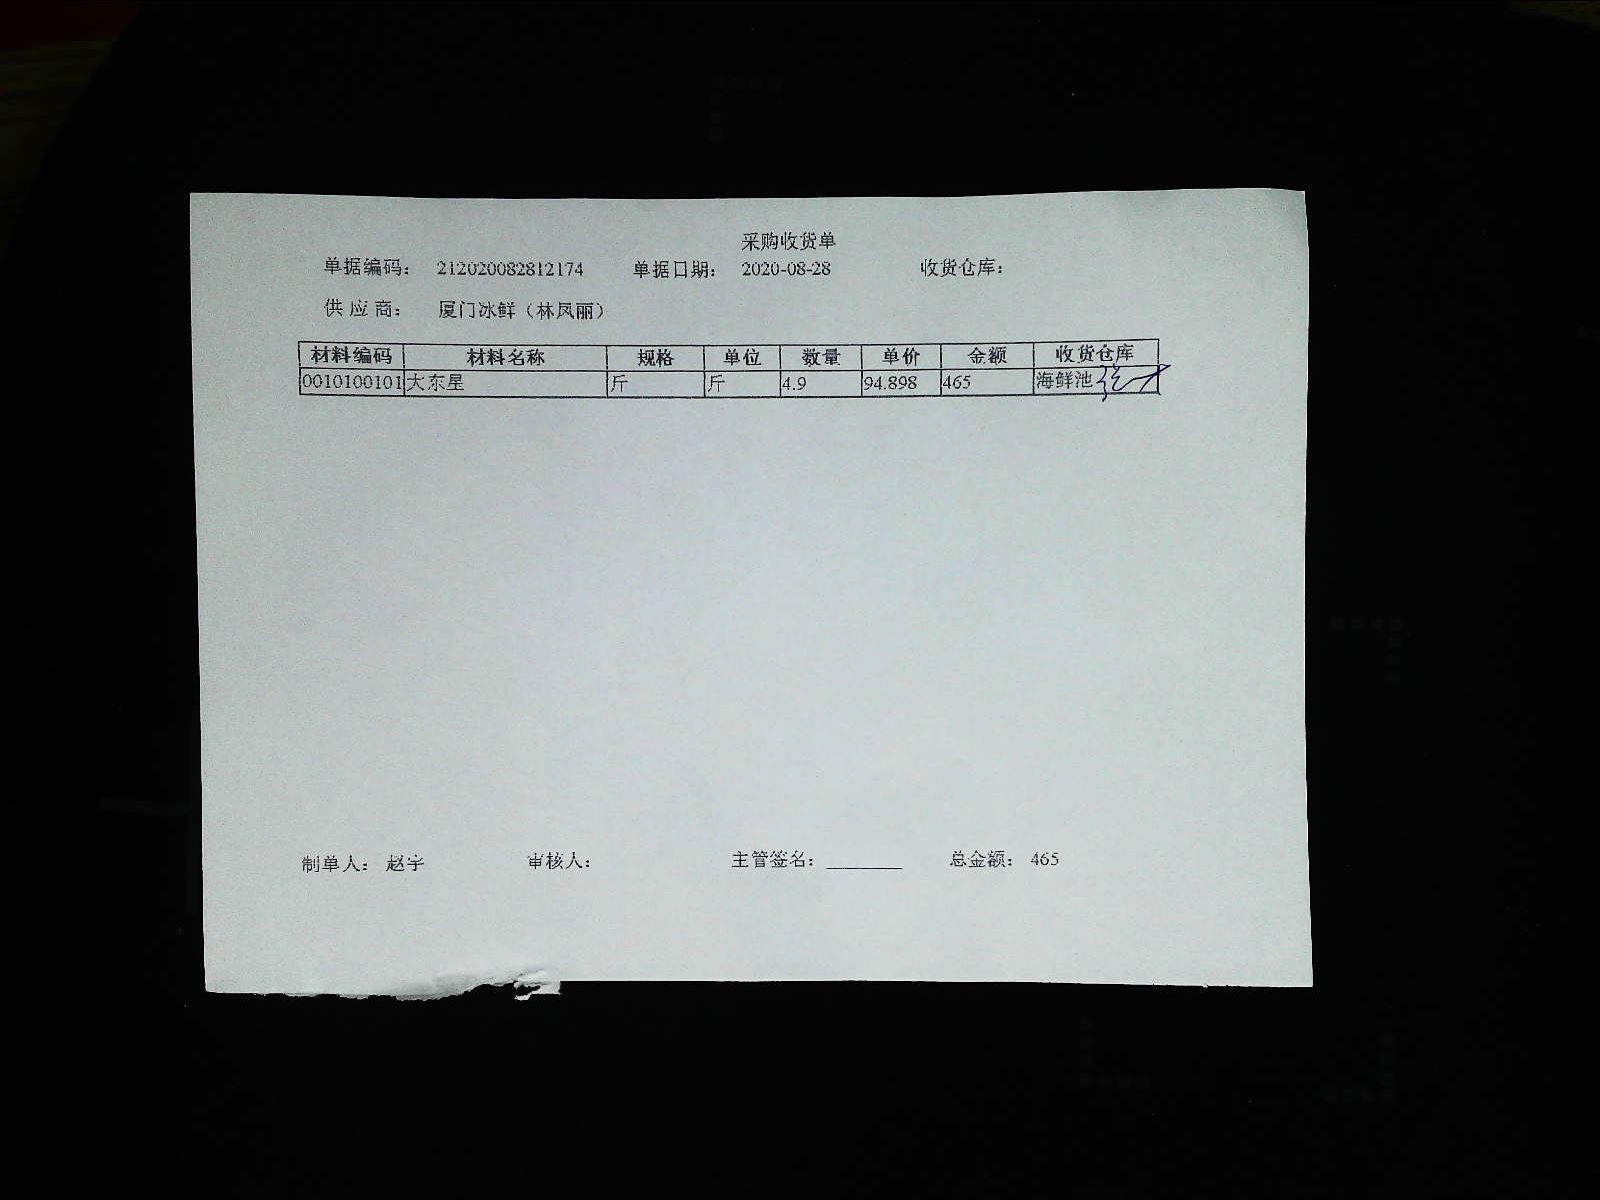 采购收货单
单据编码： 212020082812174 单据日期： 2020-08-28 收货仓库：
供 应 商： 厦门冰鲜（林凤丽）
材料编码 材料名称 规格 单位 数量 单价 金额 收货仓库
0010100101 大东星 斤 斤 4.9 94.898 465 海鲜池
制单人： 赵宇 审核人： 主管签名： ________ 总金额： 465